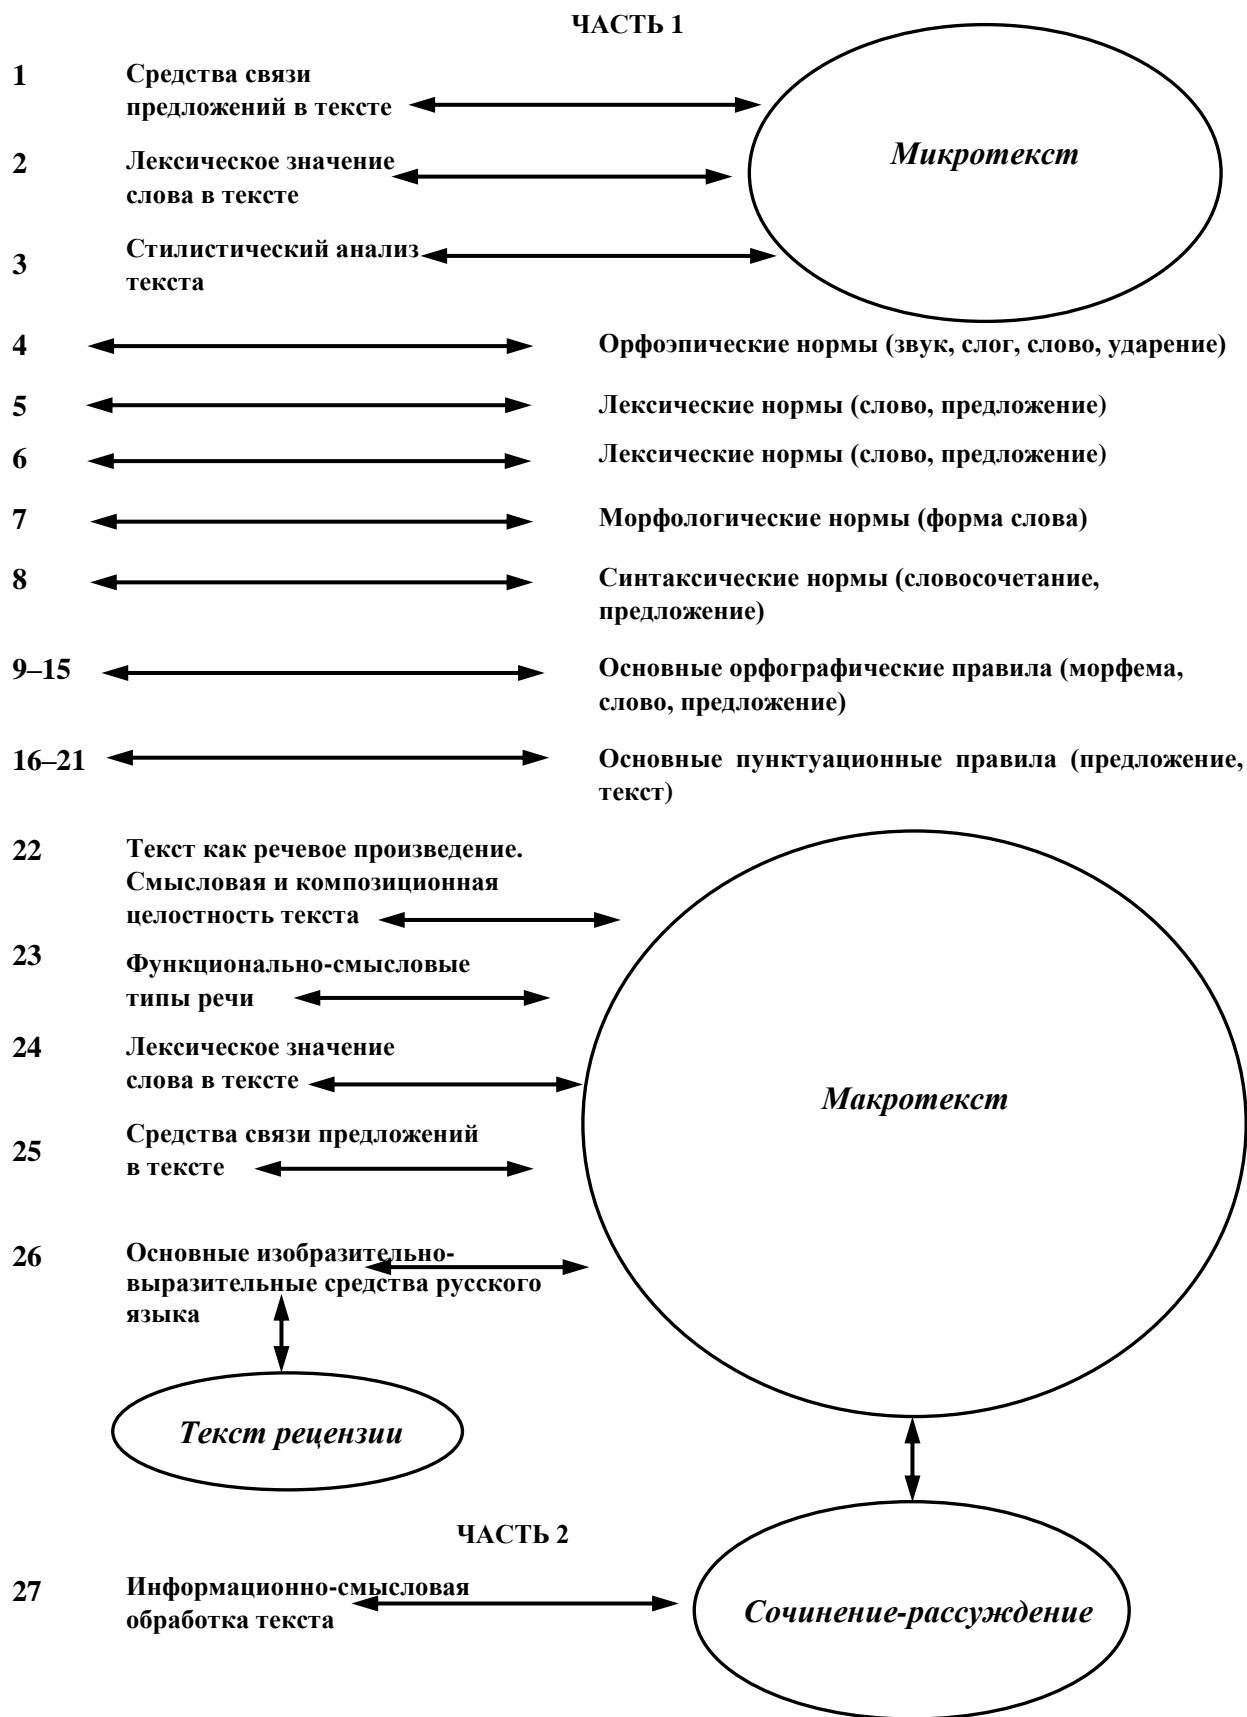 ЧАСТЬ 1
1 Средства связи
предложений в тексте
Микротекст
2 Лексическое значение
слова в тексте
3 Стилистический анализ
текста
4 Орфоэпические нормы (звук, слог, слово, ударение)
5 Лексические нормы (слово, предложение)
6 Лексические нормы (слово, предложение)
7 Морфологические нормы (форма слова)
8 Синтаксические нормы (словосочетание,
предложение)
9–15 Основные орфографические правила (морфема,
слово, предложение)
16–21 Основные пунктуационные правила (предложение,
текст)
22 Текст как речевое произведение.
Смысловая и композиционная
целостность текста
23 Функционально-смысловые
типы речи
24 Лексическое значение
слова в тексте
Макротекст
25 Средства связи предложений
в тексте
26 Основные изобразительно-
выразительные средства русского
языка
Текст рецензии
ЧАСТЬ 2
27 Информационно-смысловая
обработка текста
Сочинение-рассуждение